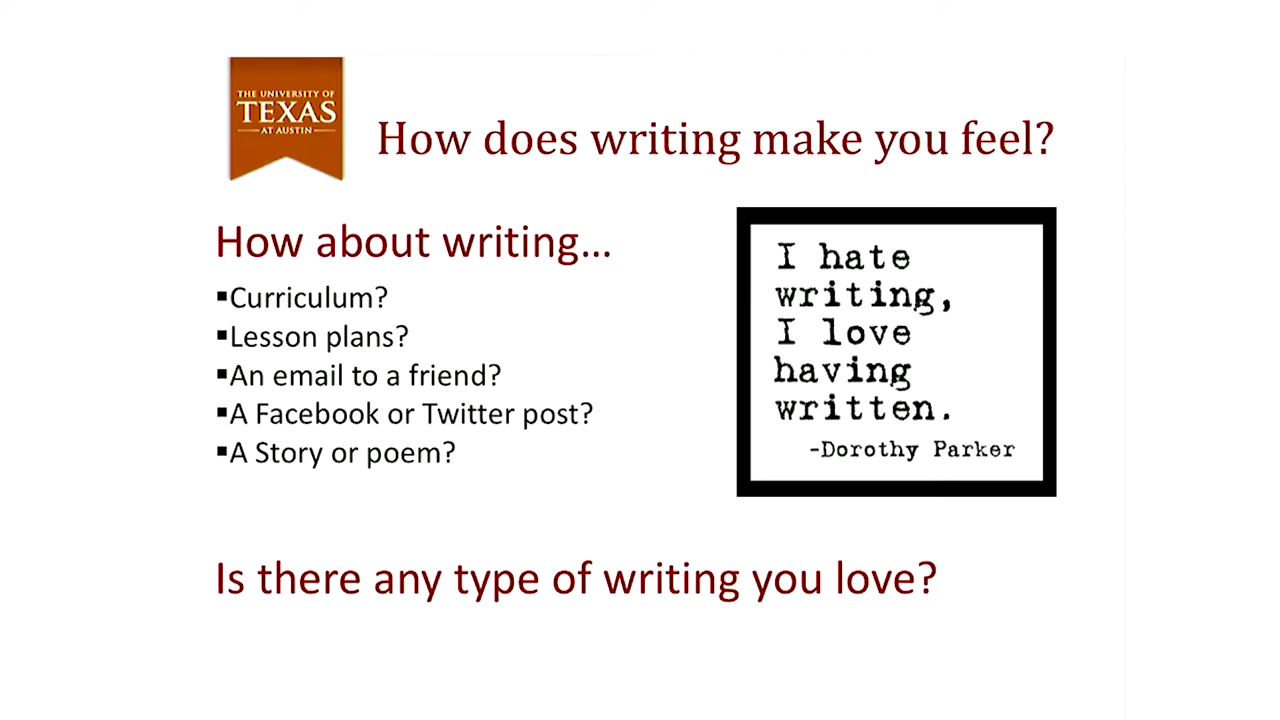 THE UNIVERSITY OF
TEXAS
AT AUSTIN
How does writing make you feel?
How about writing…
▪Curriculum?
▪Lesson plans?
▪An email to a friend?
▪A Facebook or Twitter post?
▪A Story or poem?
I hate
writing,
I love
having
written.
-Dorothy Parker
Is there any type of writing you love?